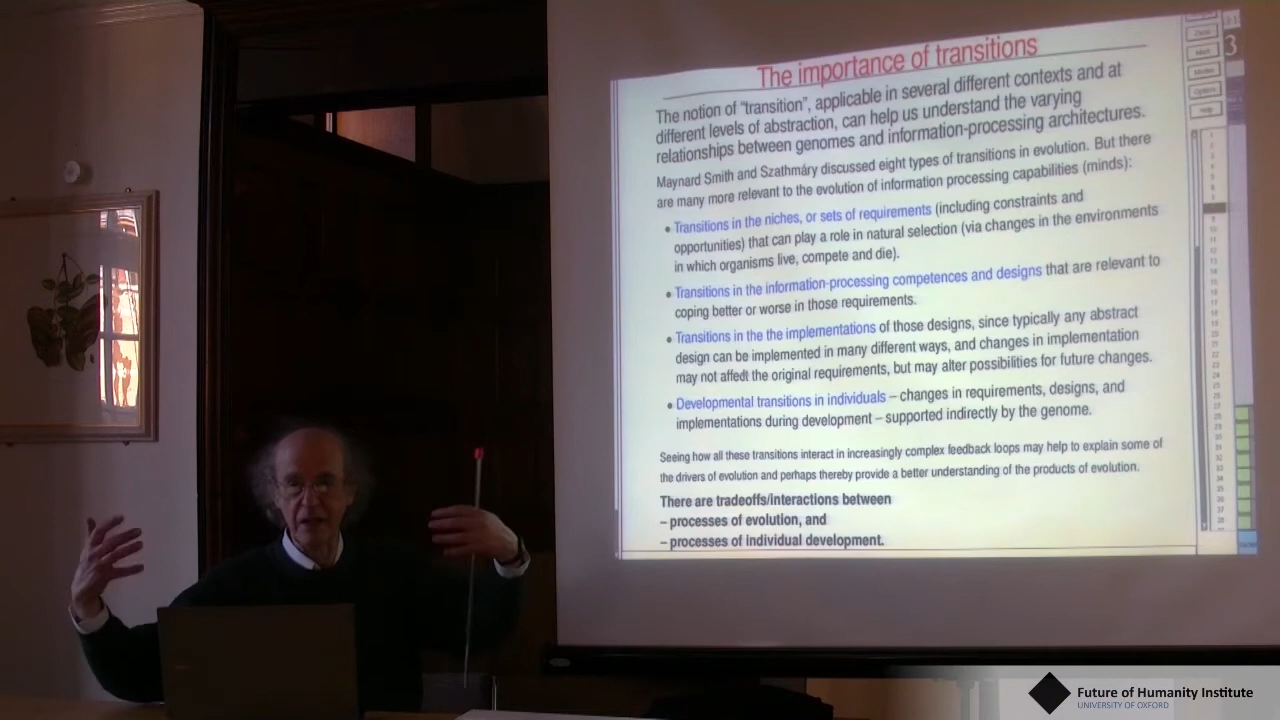 The importance of transitions
The notion of "transition", applicable in several different contexts and at
different levels of abstraction, can help us understand the varying
relationships between genomes and information-processing architectures.
Maynard Smith and Szathmáry discussed eight types of transitions in evolution. But there
are many more relevant to the evolution of information processing capabilities (minds):
• Transitions in the niches, or sets of requirements (including constraints and
opportunities) that can play a role in natural selection (via changes in the environments
in which organisms live, compete and die).
• Transitions in the information-processing competences and designs that are relevant to
coping better or worse in those requirements.
• Transitions in the the implementations of those designs, since typically any abstract
design can be implemented in many different ways, and changes in implementation
may not affect the original requirements, but may alter possibilities for future changes.
• Developmental transitions in individuals – changes in requirements, designs, and
implementations during development – supported indirectly by the genome.
Seeing how all these transitions interact in increasingly complex feedback loops may help to explain some of
the drivers of evolution and perhaps thereby provide a better understanding of the products of evolution.
There are tradeoffs/interactions between
– processes of evolution, and
– processes of individual development.
3
Future of Humanity Institute
UNIVERSITY OF OXFORD